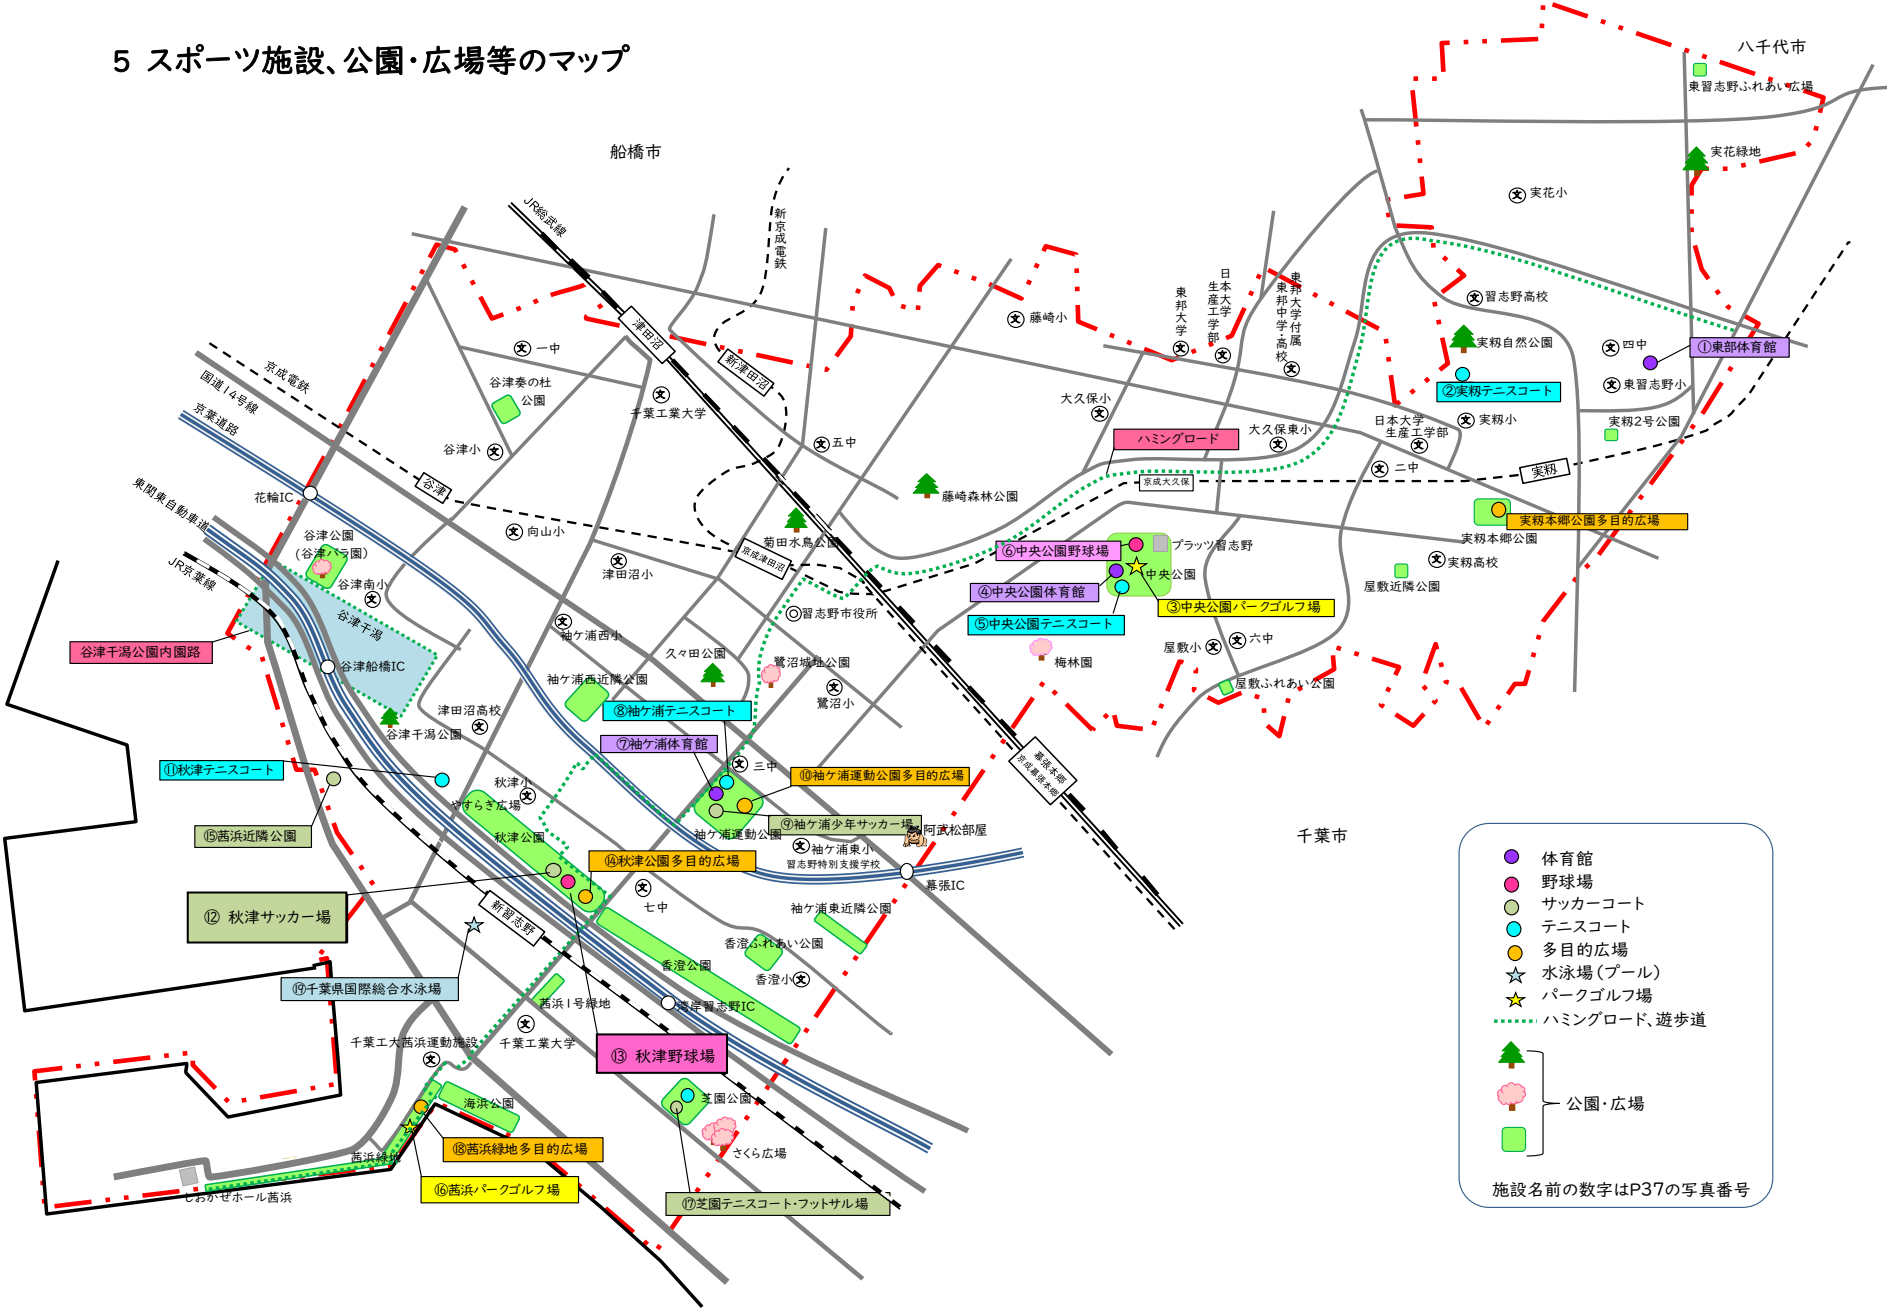 5 スポーツ施設、公園・広場等のマップ
八千代市
東習志野ふれあい広場
船橋市
実花緑地
実花小
JR総武線
新京成電鉄
習志野高校
東邦大学
日本大学
生産工学部
東邦大学付属
東邦中学・高校
藤崎小
津田沼
一中
新津田沼
実籾自然公園
四中
①東部体育館
京成電鉄
国道14号線
京葉道路
谷津奏の杜
公園
千葉工業大学
②実籾テニスコート
東習志野小
大久保小
日本大学
生産工学部
実籾小
実籾2号公園
ハミングロード
大久保東小
谷津小
五中
二中
実籾
谷津
京成大久保
花輪IC
東関東自動車道
藤崎森林公園
実籾本郷公園多目的広場
実籾本郷公園
谷津公園
(谷津バラ園)
向山小
菊田水鳥公園
京成津田沼
⑥中央公園野球場
プラッツ習志野
JR京葉線
谷津南小
津田沼小
中央公園
実籾高校
④中央公園体育館
屋敷近隣公園
谷津干潟
習志野市役所
③中央公園パークゴルフ場
⑤中央公園テニスコート
袖ケ浦西小
谷津干潟公園内園路
谷津船橋IC
久々田公園
鷺沼城址公園
梅林園
屋敷小
六中
袖ケ浦西近隣公園
鷺沼小
屋敷ふれあい公園
津田沼高校
谷津干潟公園
⑧袖ケ浦テニスコート
⑦袖ケ浦体育館
幕張本郷
京成幕張本郷
三中
⑪秋津テニスコート
秋津小
⑩袖ケ浦運動公園多目的広場
やすらぎ広場
⑮茜浜近隣公園
秋津公園
袖ケ浦運動公園
⑨袖ケ浦少年サッカー場
阿武松部屋
千葉市
袖ケ浦東小
習志野特別支援学校
⑭秋津公園多目的広場
幕張IC
⑫ 秋津サッカー場
新習志野
七中
袖ケ浦東近隣公園
香澄ふれあい公園
香澄公園
香澄小
⑲千葉県国際総合水泳場
茜浜1号緑地
湾岸習志野IC
千葉工大茜浜運動施設
千葉工業大学
⑬ 秋津野球場
海浜公園
芝園公園
⑱茜浜緑地多目的広場
さくら広場
茜浜緑地
⑯茜浜パークゴルフ場
しおかぜホール茜浜
⑰芝園テニスコート・フットサル場
体育館
野球場
サッカーコート
テニスコート
多目的広場
水泳場(プール)
パークゴルフ場
ハミングロード、遊歩道
公園・広場
施設名前の数字はP37の写真番号